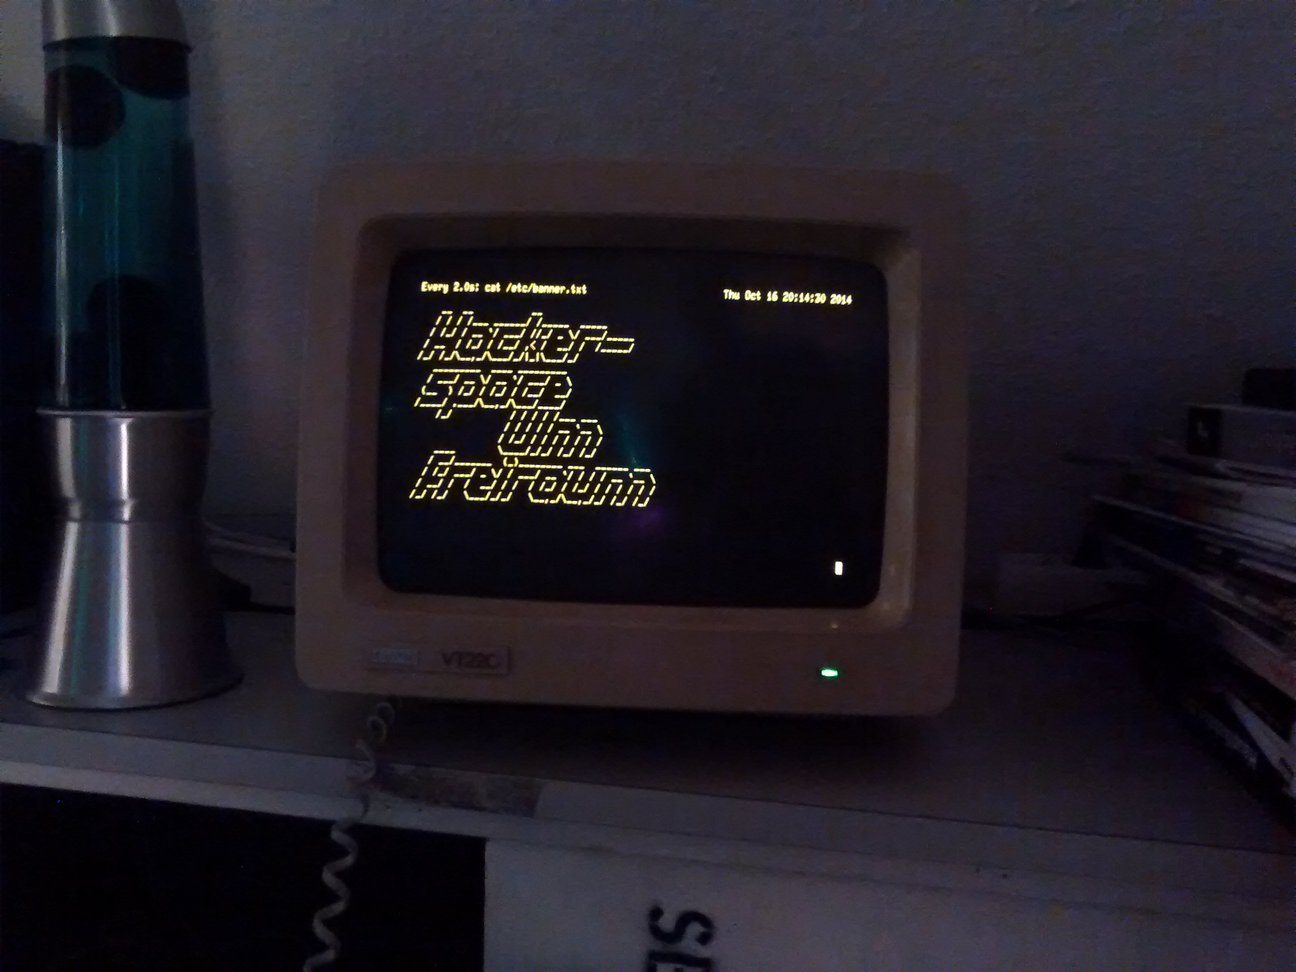 Every 2.0s: cat /etc/banner.txt
Thu Oct 16 20:14:30 2014
Hacker-
space
Ulm
Freiraum
digital VT220